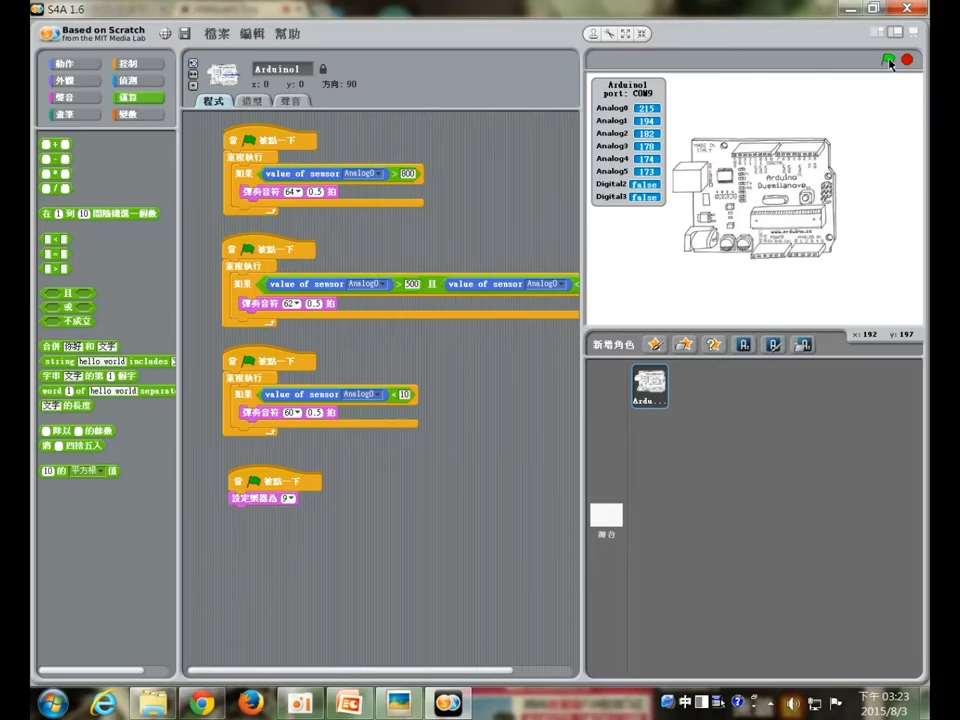 S4A 1.6
Based on Scratch
from the MIT Media Lab
檔案 編輯 幫助
動作 控制
外觀 偵測
聲音 運算
畫筆 變數
Arduino1
x: 0 y: 0 方向: 90
程式 造型 聲音
+
-
*
/
在 1 到 10 間隨機選一個數
<
=
>
且
或
不成立
合併 你好 和 文字
string hello world includes
字串 文字 的第 1 個字
word 1 of hello world separat
文字 的長度
除以 的餘數
將 四捨五入
10 的 平方根 值
當 被點一下
重複執行
如果 value of sensor Analog0 > 800
彈奏音符 64 0.5 拍
當 被點一下
重複執行
如果 value of sensor Analog0 > 500 且 value of sensor Analog0 <
彈奏音符 62 0.5 拍
當 被點一下
重複執行
如果 value of sensor Analog0 < 10
彈奏音符 60 0.5 拍
當 被點一下
設定樂器為 9
Arduino1
port: COM9
Analog0 215
Analog1 194
Analog2 182
Analog3 178
Analog4 174
Analog5 173
Digital2 false
Digital3 false
MADE IN
ITALY
Arduino
Duemilanove
www.arduino.cc
x: 192 y: 197
新增角色
Ardu...
舞台
中
下午 03:23
2015/8/3